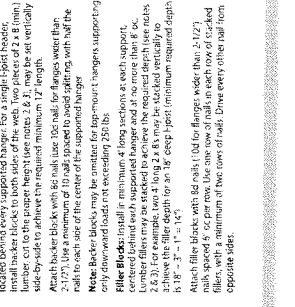 located behind every supported hanger. For a single I-joist header,
install backer blocks to both sides of the web. Two pieces of 2 x 8 (min.)
lumber cut to the proper height (see notes 2 & 3), may be set vertically
side-by-side to achieve the required minimum 12" length.
Attach backer blocks with 8d nails (use 10d nails for flanges wider than
2-1/2"). Use a minimum of 10 nails spaced to avoid splitting, with half the
nails to each side of the center of the supported hanger
Note: Backer blocks may be omitted for top-mount hangers supporting
only downward loads not exceeding 250 lbs
Filler Blocks: Install in minimum 4' long sections at each support,
centered behind each supported hanger and at no more than 8' oc.
Lumber fillers may be stacked to achieve the required depth (see notes
2 & 3). For example, two 4' long 2 x 8's may be stacked vertically to
achieve the filler depth for an 18" deep I-joist (minimum required depth
is 18" – 3" – 1" = 14")
Attach filler blocks with 8d nails (10d for flanges wider than 2-1/2")
nails spaced 6" oc per row. Use one row of nails in each row of stacked
fillers, with a minimum of two rows of nails. Drive every other nail from
opposite sides.